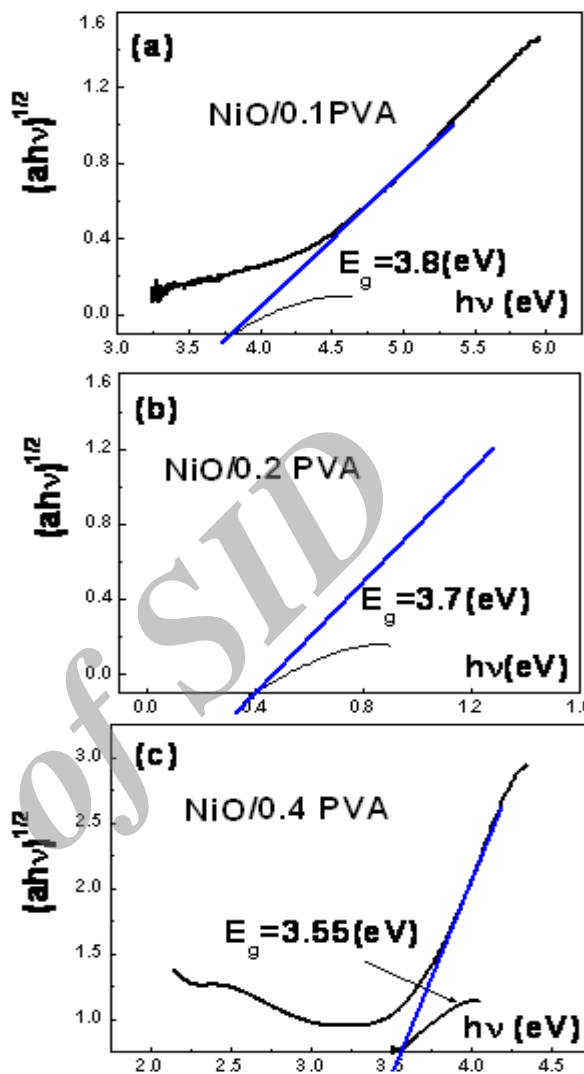 1.6
(a)
NiO/0.1PVA
1.2
(ahν)1/2
0.8
0.4
E g=3.8(eV)
hν (eV)
0.0
3.0 3.5 4.0 4.5 5.0 5.5 6.0
1.6
(b)
NiO/0.2 PVA
1.2
(ahν)1/2
0.8
0.4
E g=3.7(eV)
hν(eV)
0.0
0.0 0.4 0.8 1.2 1.6
of SID
3.0
(c)
NiO/0.4 PVA
2.5
(ahν)1/2
2.0
1.5
E g=3.55(eV)
1.0
hν (eV)
2.0 2.5 3.0 3.5 4.0 4.5